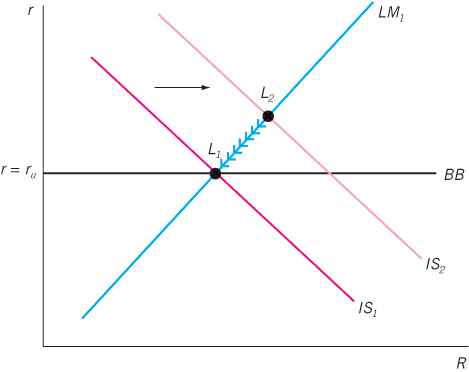 r
LM₁
L₂
L₁
r = rᵤ
BB
IS₂
IS₁
R